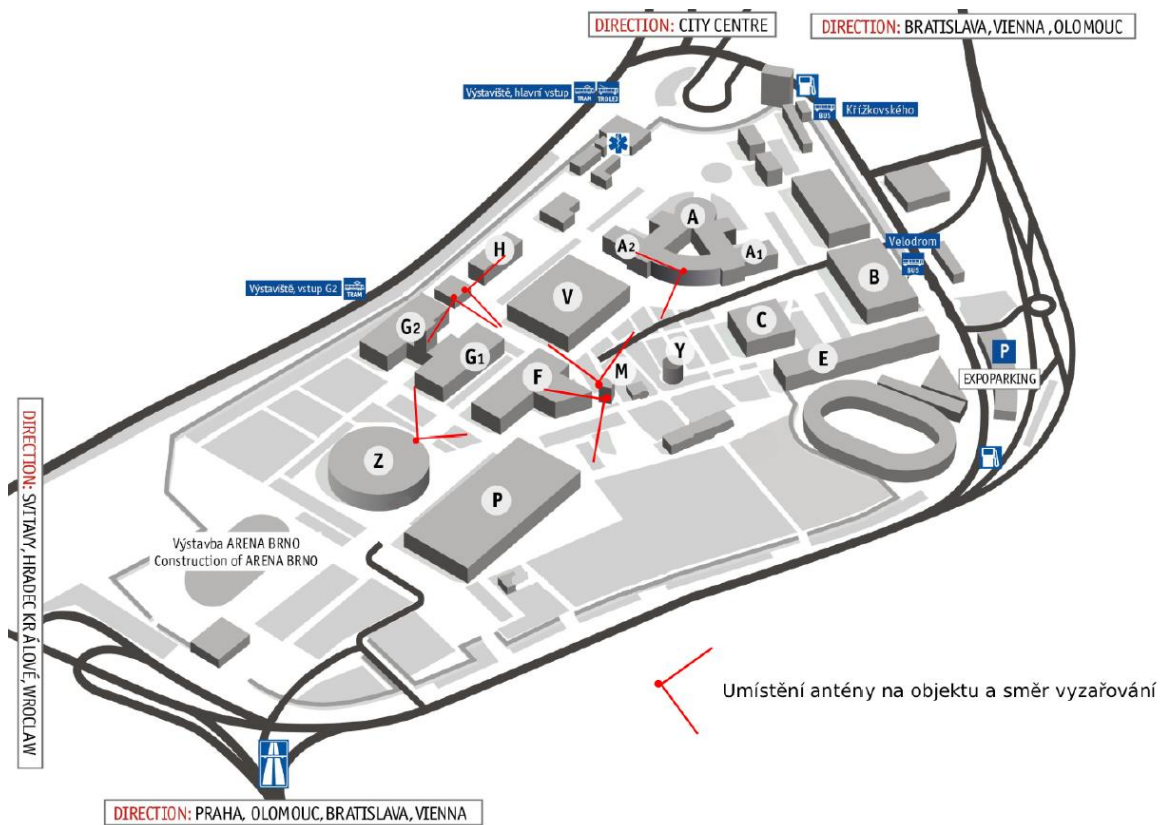 DIRECTION: CITY CENTRE
DIRECTION: BRATISLAVA, VIENNA, OLOMOUC
Výstaviště, hlavní vstup
TRAM
TROLEJ
BUS
Křížkovského
A
A2
A1
H
Velodrom
BUS
B
Výstaviště, vstup G2
TRAM
V
G2
C
G1
Y
E
P
F
M
EXPOPARKING
Z
P
DIRECTION: SVITAVY, HRADEC KRÁLOVÉ, WROCLAW
Výstavba ARENA BRNO
Construction of ARENA BRNO
Umístění antény na objektu a směr vyzařování
DIRECTION: PRAHA, OLOMOUC, BRATISLAVA, VIENNA